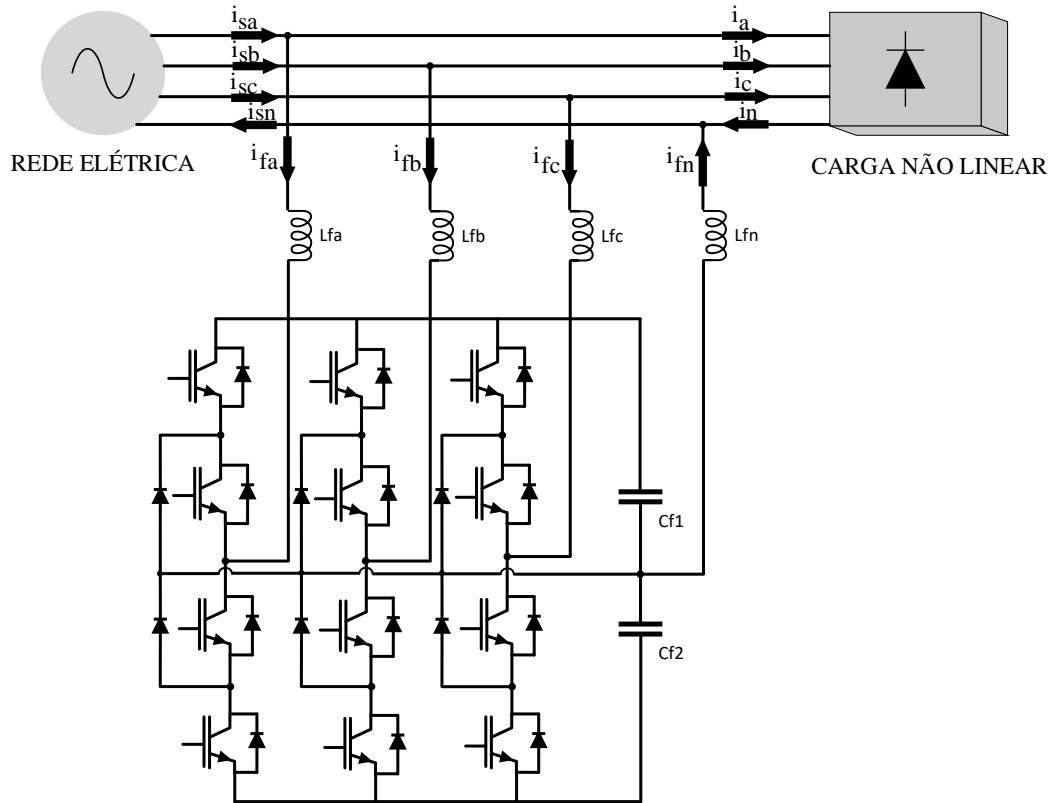 isa
isb
isc
isn
ia
ib
ic
in
REDE ELÉTRICA
CARGA NÃO LINEAR
ifa
ifb
ifc
ifn
Lfa
Lfb
Lfc
Lfn
Cf1
Cf2